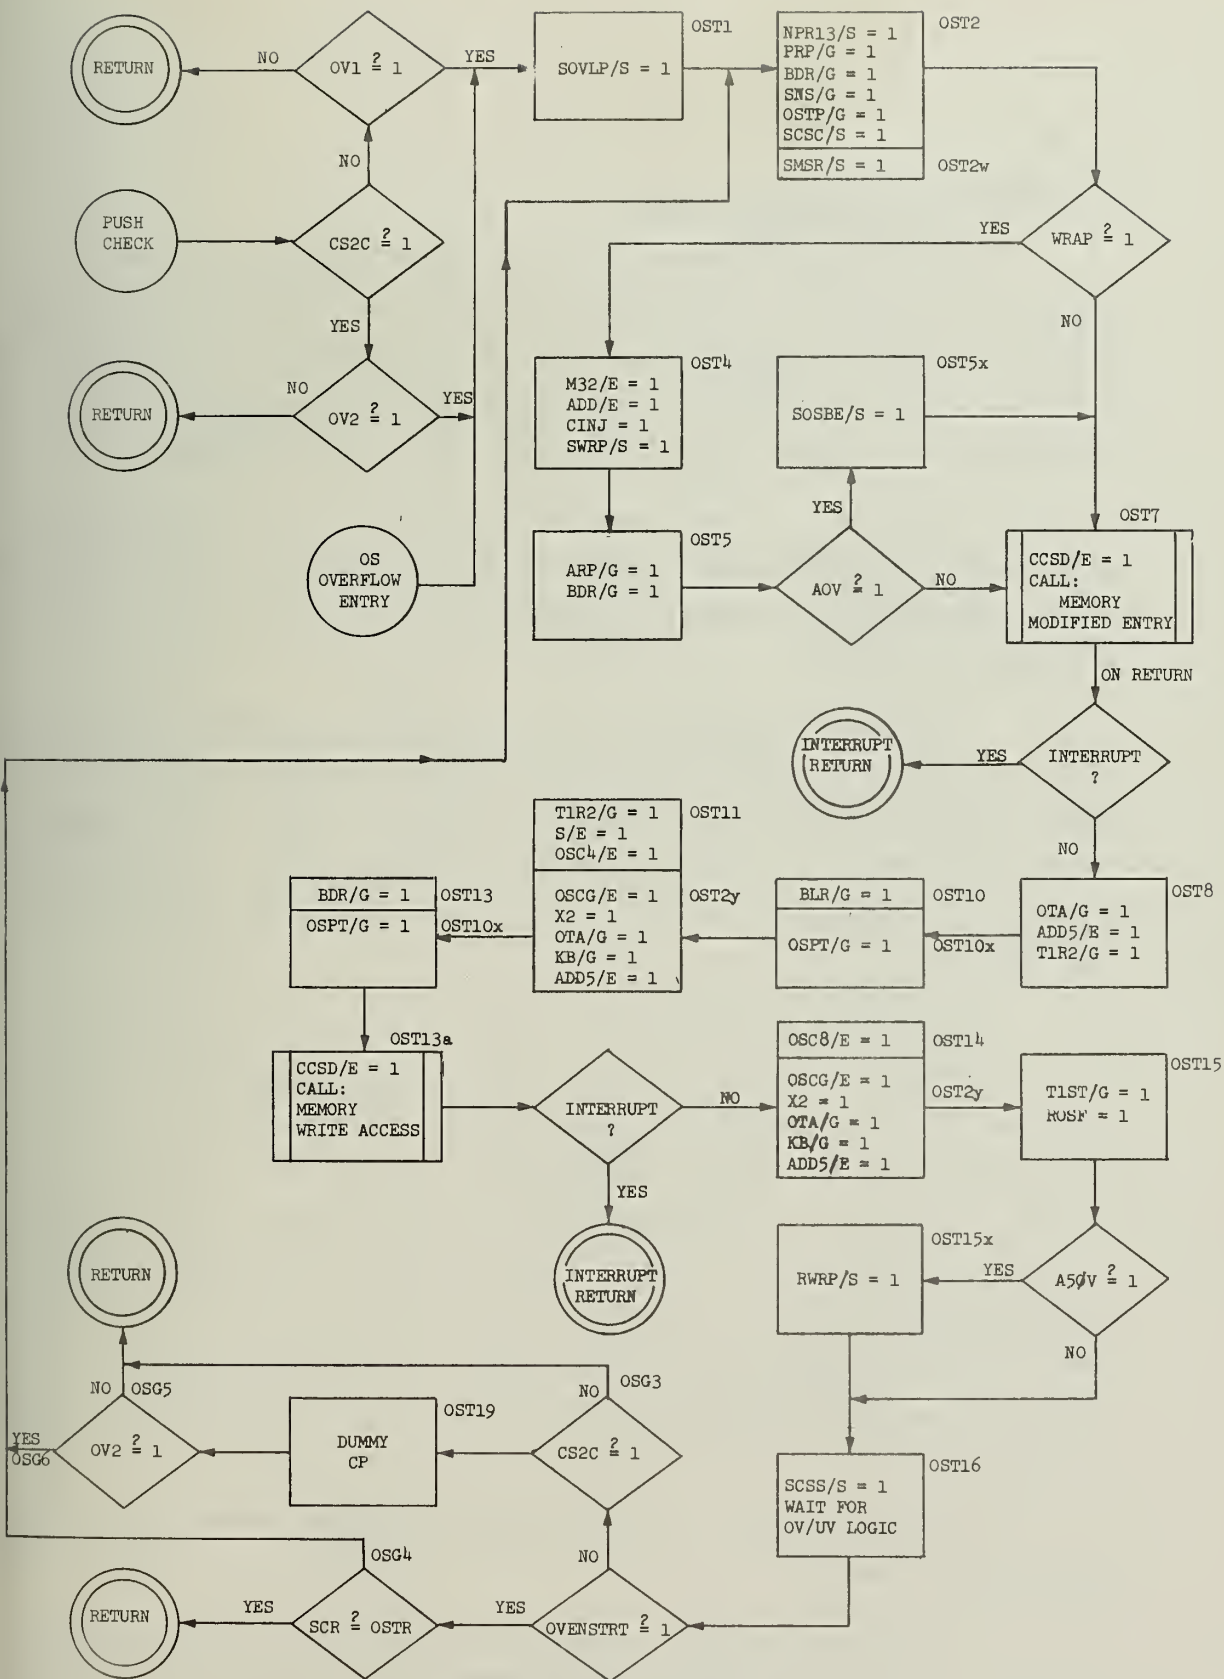 RETURN
NO
OV1 ≟ 1
YES
OST1
SOVLP/S = 1
OST2
NPR13/S = 1
PRP/G = 1
BDR/G = 1
SNS/G = 1
OSTP/G = 1
SCSC/S = 1
SMSR/S = 1
OST2w
NO
PUSH
CHECK
CS2C ≟ 1
YES
WRAP ≟ 1
YES
NO
RETURN
NO
OV2 ≟ 1
YES
OST4
M32/E = 1
ADD/E = 1
CINJ = 1
SWRP/S = 1
OST5x
SOSBE/S = 1
YES
OS
OVERFLOW
ENTRY
OST5
ARP/G = 1
BDR/G = 1
AOV ≟ 1
NO
OST7
CCSD/E = 1
CALL:
MEMORY
MODIFIED ENTRY
ON RETURN
INTERRUPT
RETURN
YES
INTERRUPT
?
NO
T1R2/G = 1
S/E = 1
OSC4/E = 1
OST11
OSCG/E = 1
X2 = 1
OTA/G = 1
KB/G = 1
ADD5/E = 1
OST2y
BDR/G = 1
OST13
OSPT/G = 1
OST10x
BLR/G = 1
OST10
OSPT/G = 1
OST10x
OST8
OTA/G = 1
ADD5/E = 1
T1R2/G = 1
OST13a
CCSD/E = 1
CALL:
MEMORY
WRITE ACCESS
INTERRUPT
?
NO
YES
INTERRUPT
RETURN
OSC8/E = 1
OST14
OSCG/E = 1
X2 = 1
OTA/G = 1
KB/G = 1
ADD5/E = 1
OST2y
OST15
T1ST/G = 1
ROSF = 1
OST15x
RWRP/S = 1
YES
A5ØV ≟ 1
NO
RETURN
NO
OSG5
OV2 ≟ 1
YES
OSG6
OST19
DUMMY
CP
NO
OSG3
CS2C ≟ 1
OST16
SCSS/S = 1
WAIT FOR
OV/UV LOGIC
NO
OSG4
RETURN
YES
SCR ≟ OSTR
YES
OVENSTRT ≟ 1